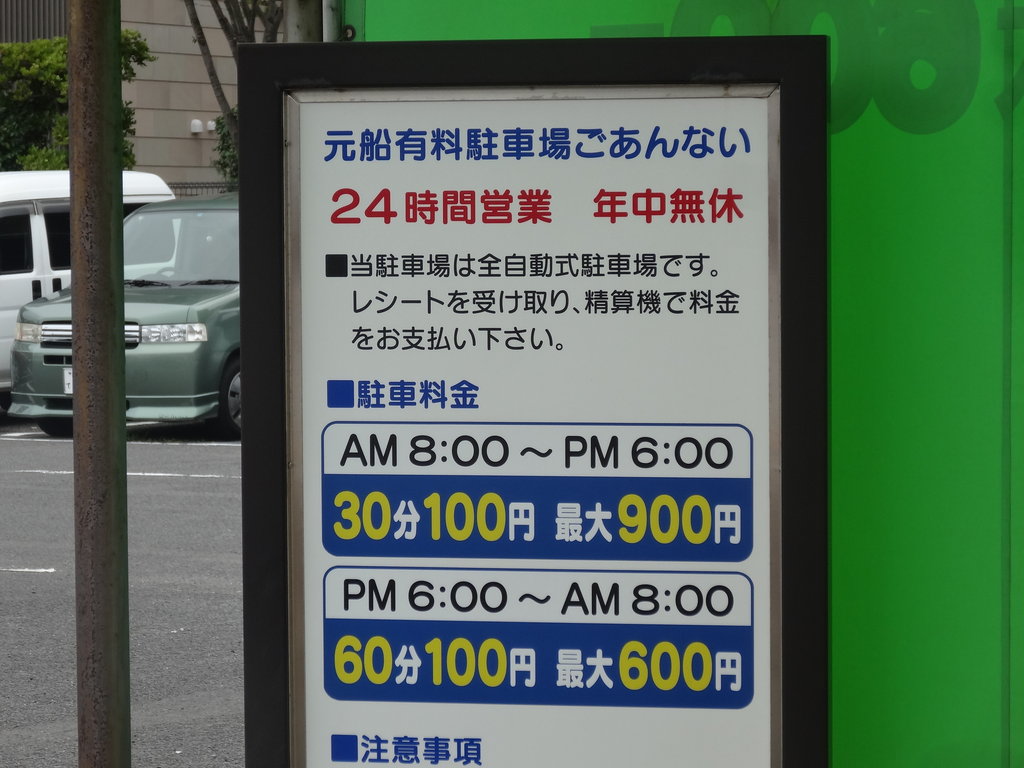 元船有料駐車場ごあんない
24時間営業　年中無休
■当駐車場は全自動式駐車場です。
レシートを受け取り、精算機で料金
をお支払い下さい。
■駐車料金
AM 8:00 ～ PM 6:00
30分100円 最大900円
PM 6:00 ～ AM 8:00
60分100円 最大600円
■注意事項